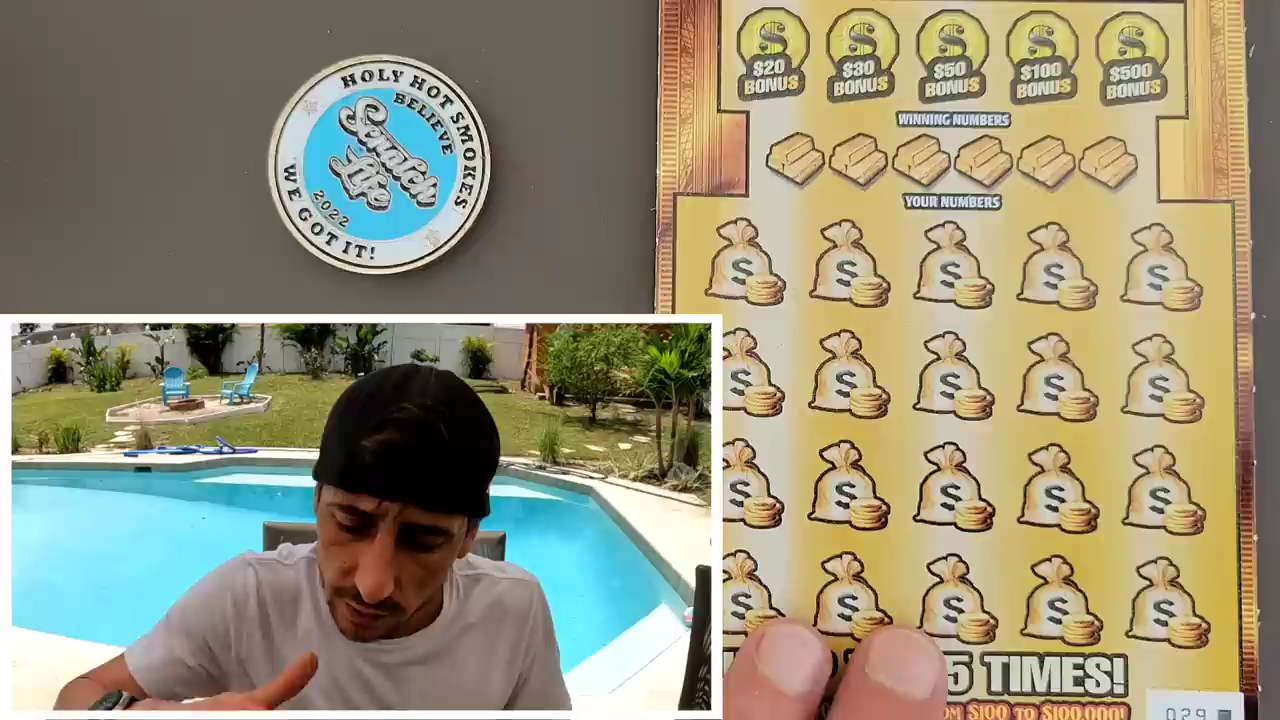 HOLY HOT SMOKES
BELIEVE
Scratch
Life
2022
WE GOT IT!
$20 BONUS
$30 BONUS
$50 BONUS
$100 BONUS
$500 BONUS
WINNING NUMBERS
YOUR NUMBERS
5 TIMES!
$100 TO $100,000!
029